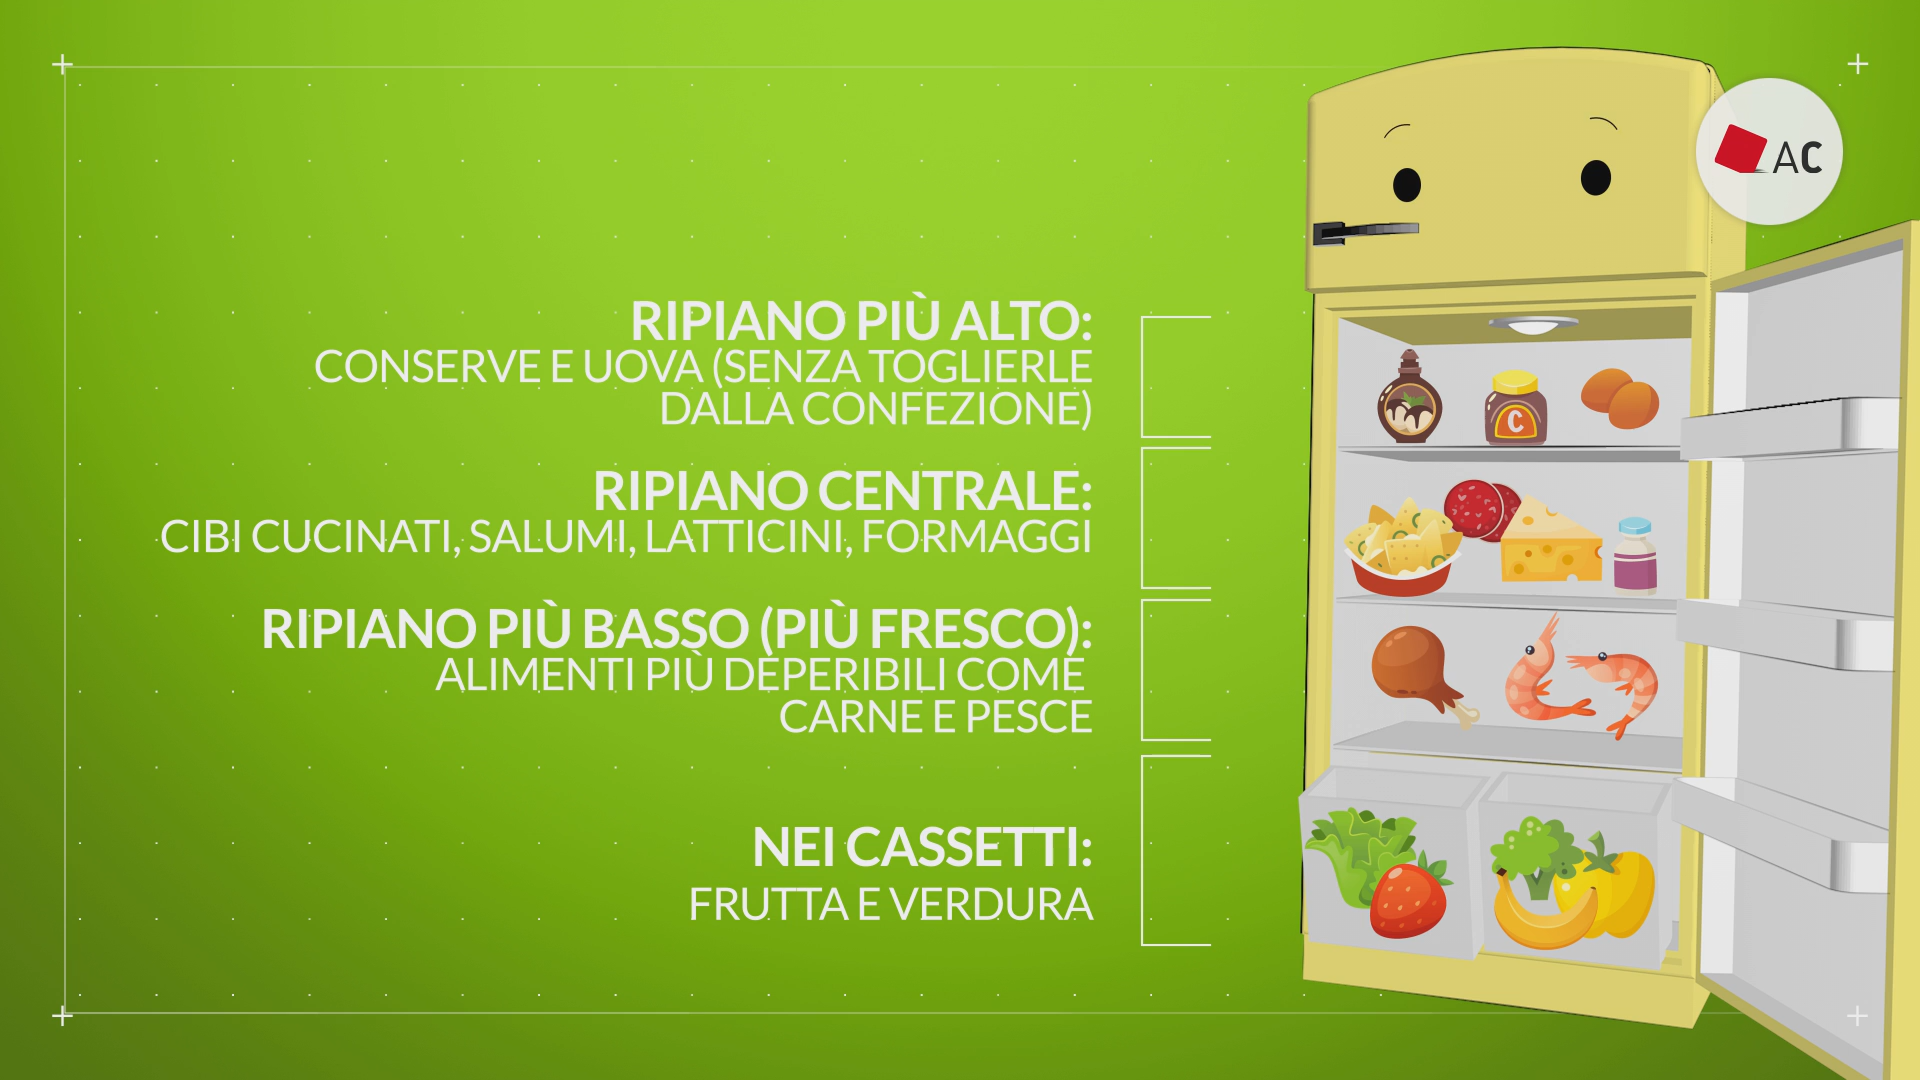 RIPIANO PIÙ ALTO:
CONSERVE E UOVA (SENZA TOGLIERLE
DALLA CONFEZIONE)
RIPIANO CENTRALE:
CIBI CUCINATI, SALUMI, LATTICINI, FORMAGGI
RIPIANO PIÙ BASSO (PIÙ FRESCO):
ALIMENTI PIÙ DEPERIBILI COME
CARNE E PESCE
NEI CASSETTI:
FRUTTA E VERDURA
AC
C